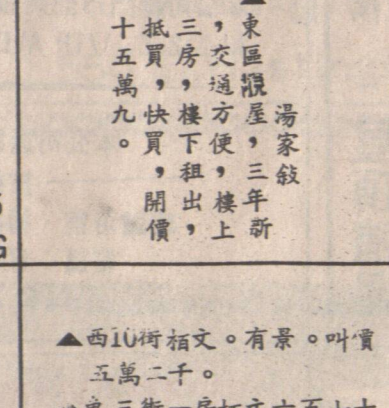 湯家敍
▲東區混屋，三年新
，交通方便，樓上
三房，樓下租出，
抵買，快買，開價
十五萬九。
▲西10街栢文。有景。叫價
五萬二千。